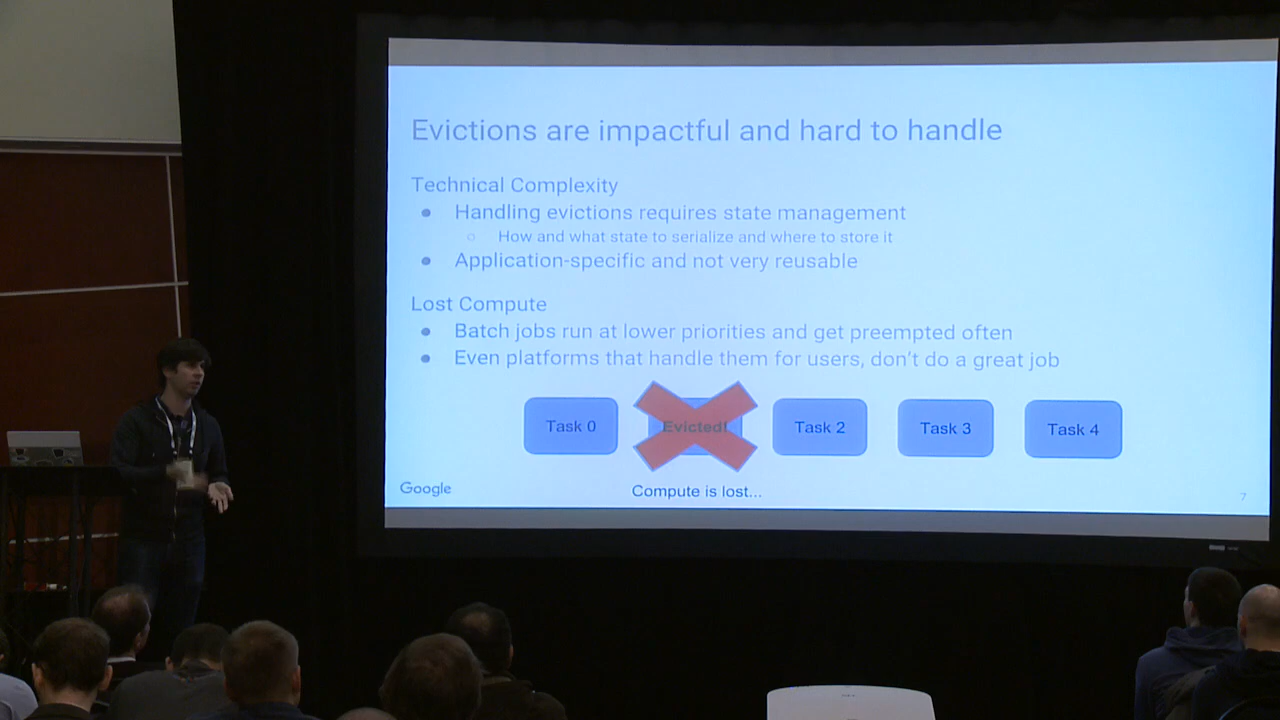 Evictions are impactful and hard to handle
Technical Complexity
● Handling evictions requires state management
○ How and what state to serialize and where to store it
● Application-specific and not very reusable
Lost Compute
● Batch jobs run at lower priorities and get preempted often
● Even platforms that handle them for users, don't do a great job
Task 0 Evicted! Task 2 Task 3 Task 4
Compute is lost...
Google 7